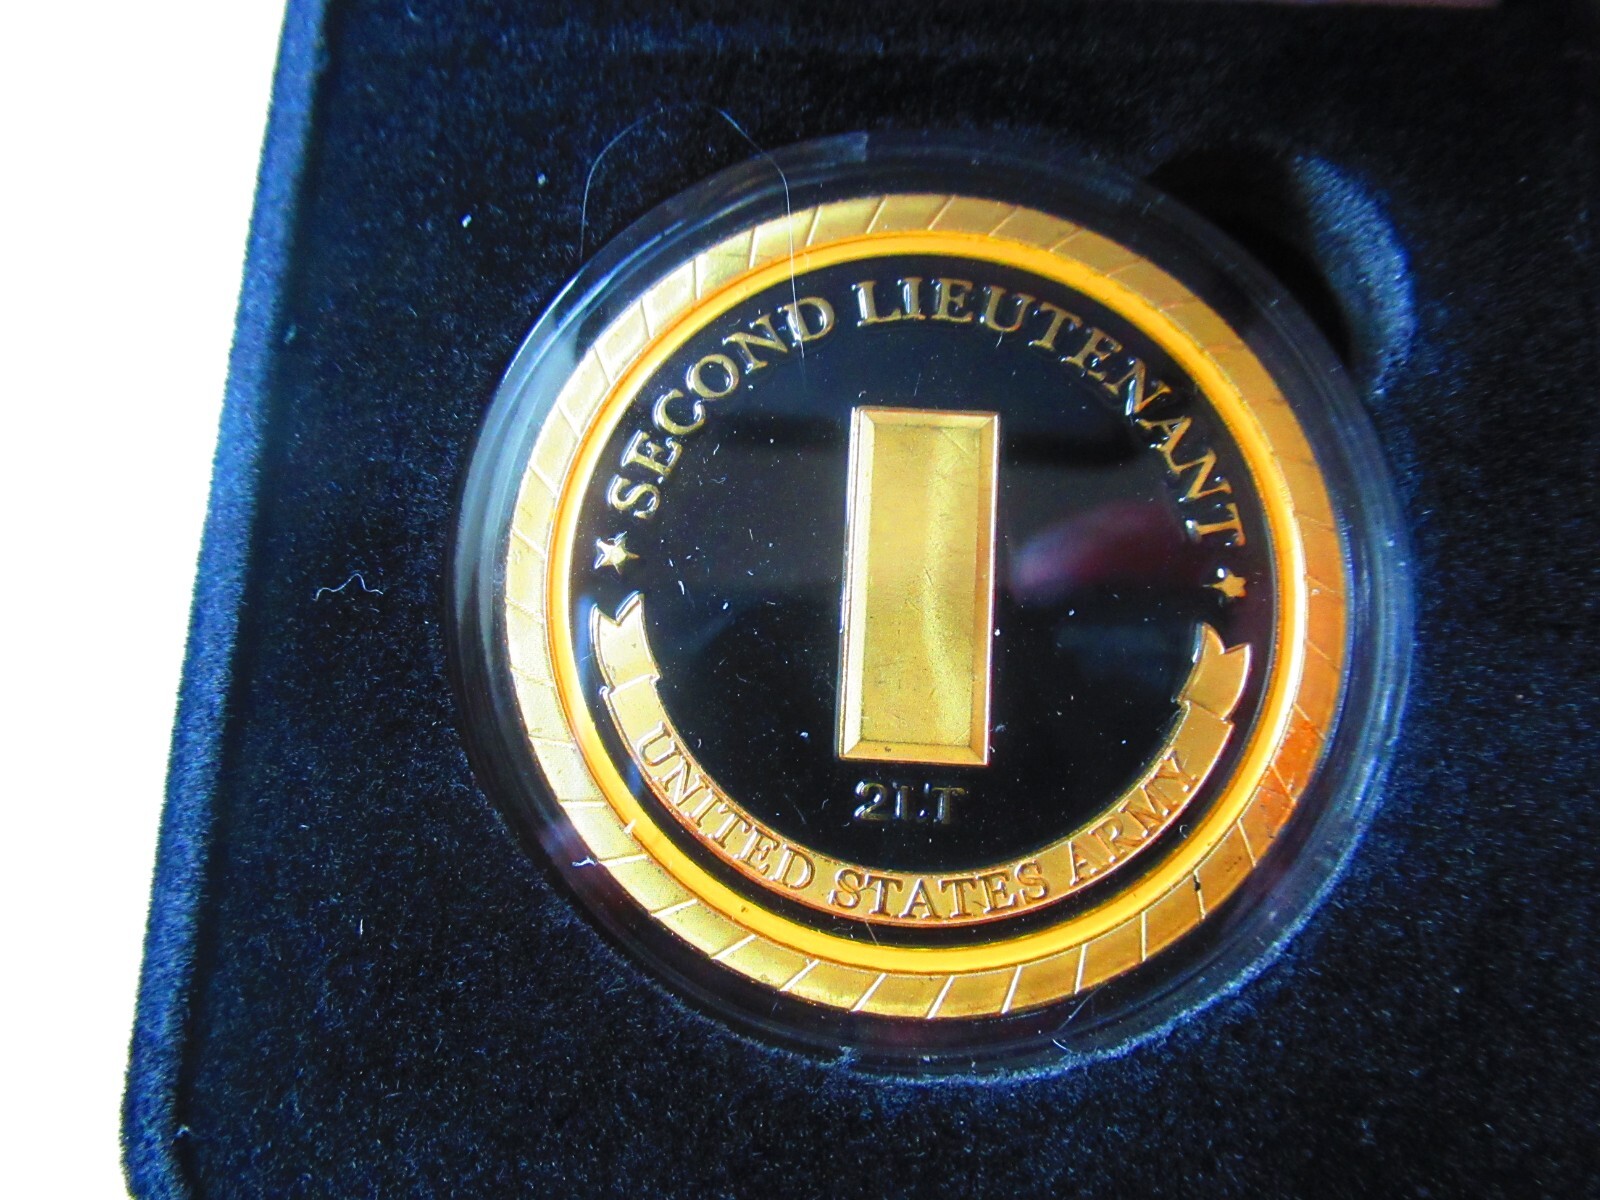 SECOND LIEUTENANT
2LT
UNITED STATES ARMY